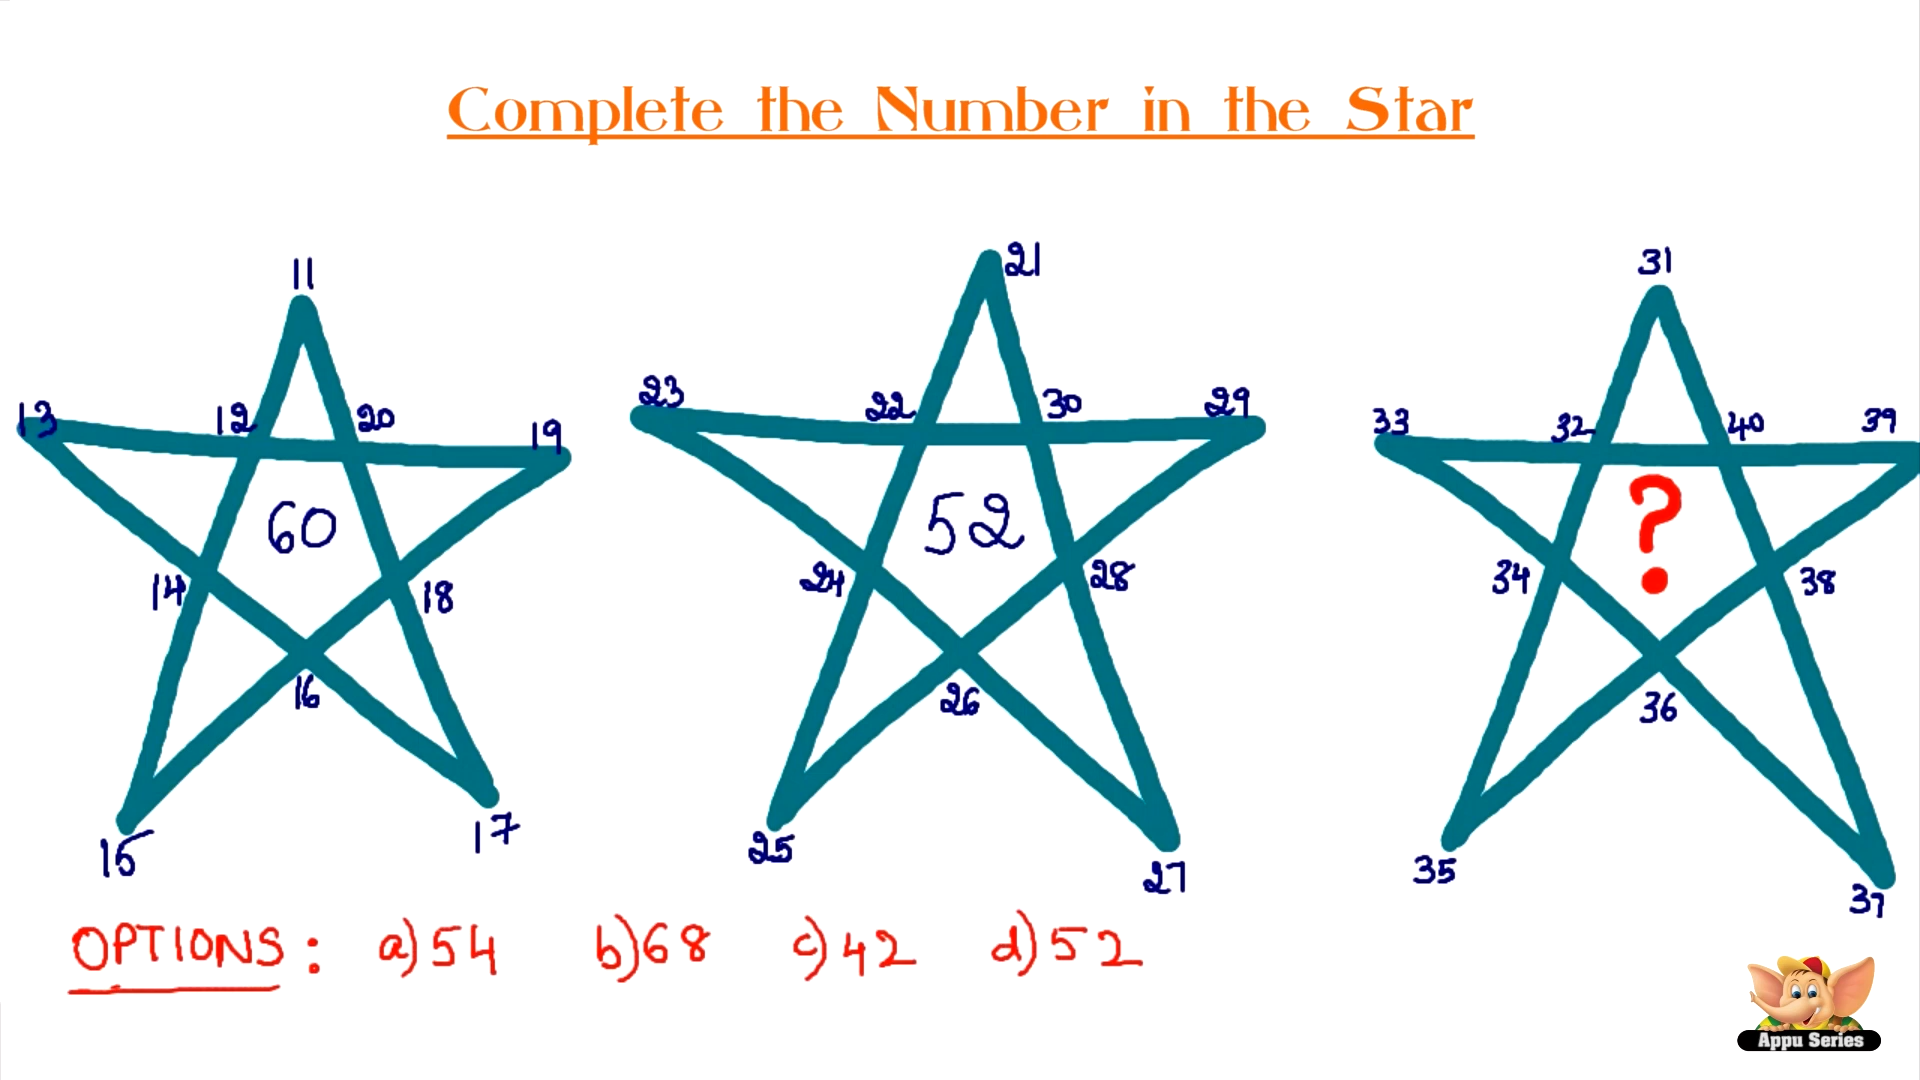 Complete the Number in the Star
11
21
31
13 12 20 19
23 22 30 29
33 32 40 39
60
52
?
14 18
24 28
34 38
16
26
36
15 17
25 27
35 37
OPTIONS: a) 54 b) 68 c) 42 d) 52
Appu Series